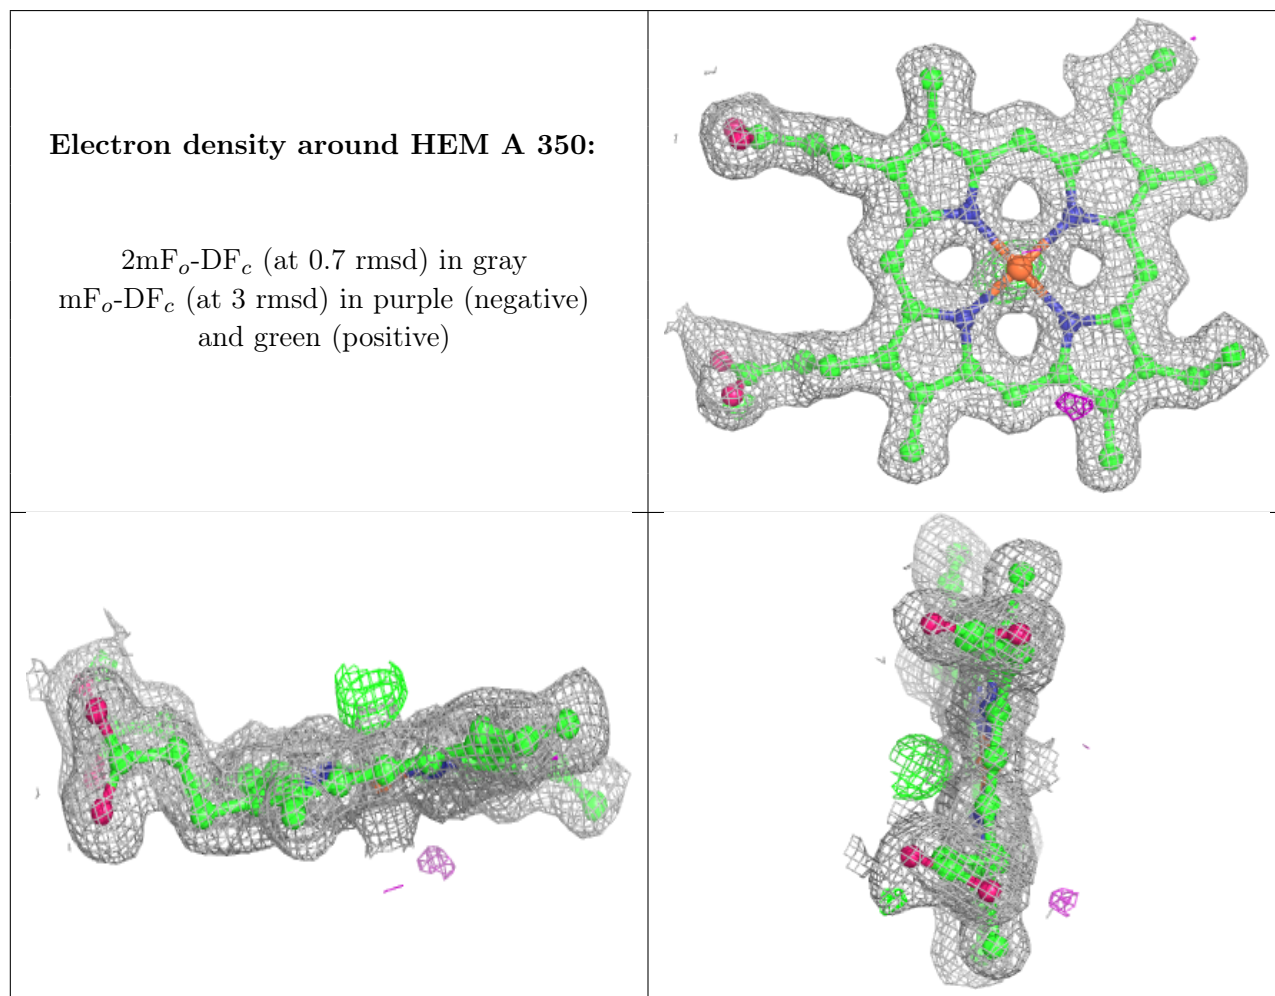 Electron density around HEM A 350:
2mFo-DFc (at 0.7 rmsd) in gray
mFo-DFc (at 3 rmsd) in purple (negative)
and green (positive)